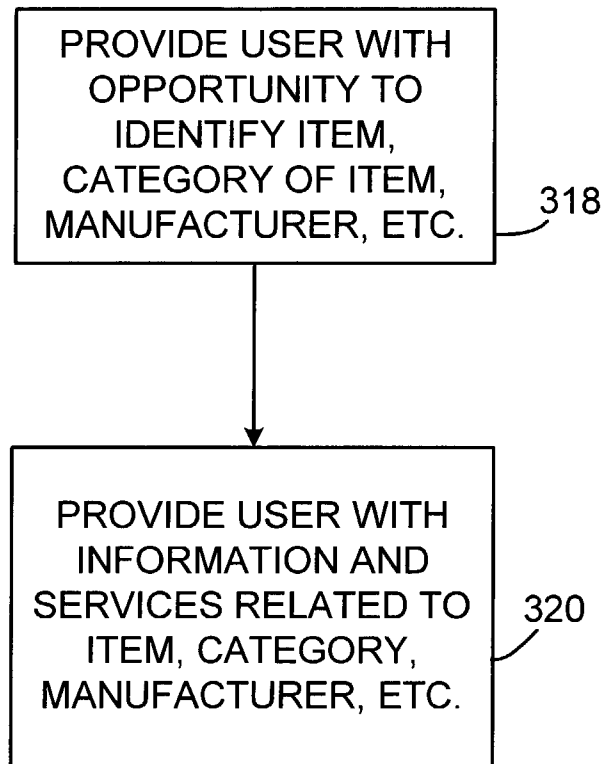 PROVIDE USER WITH
OPPORTUNITY TO
IDENTIFY ITEM,
CATEGORY OF ITEM,
MANUFACTURER, ETC.
318
PROVIDE USER WITH
INFORMATION AND
SERVICES RELATED TO
ITEM, CATEGORY,
MANUFACTURER, ETC.
320